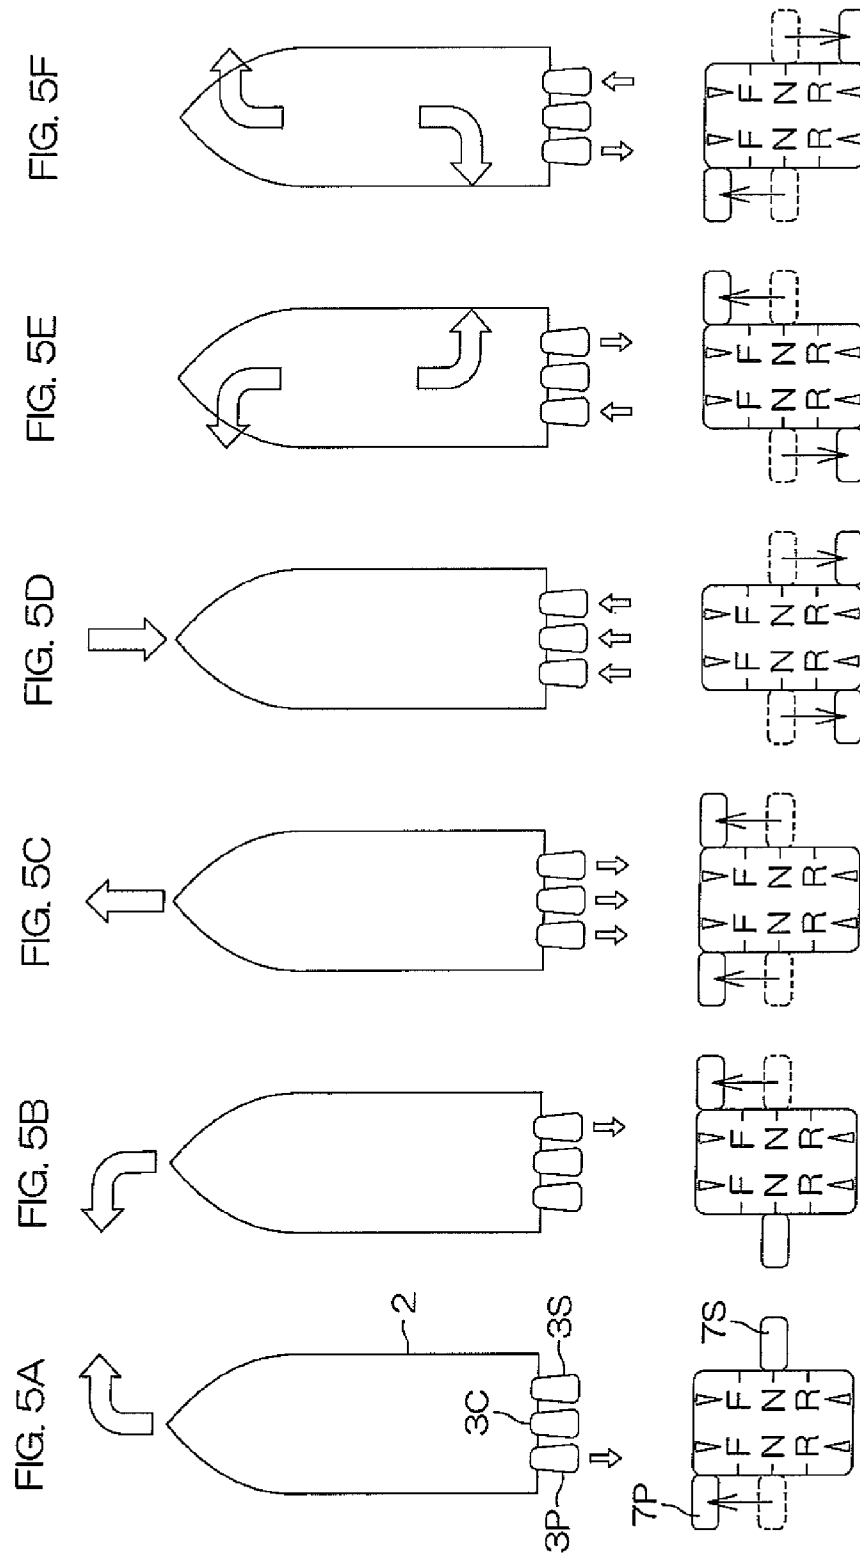 FIG. 5A
FIG. 5B
FIG. 5C
FIG. 5D
FIG. 5E
FIG. 5F
2
3P
3C
3S
7P
7S
F F
N N
R R
F F
N N
R R
F F
N N
R R
F F
N N
R R
F F
N N
R R
F F
N N
R R